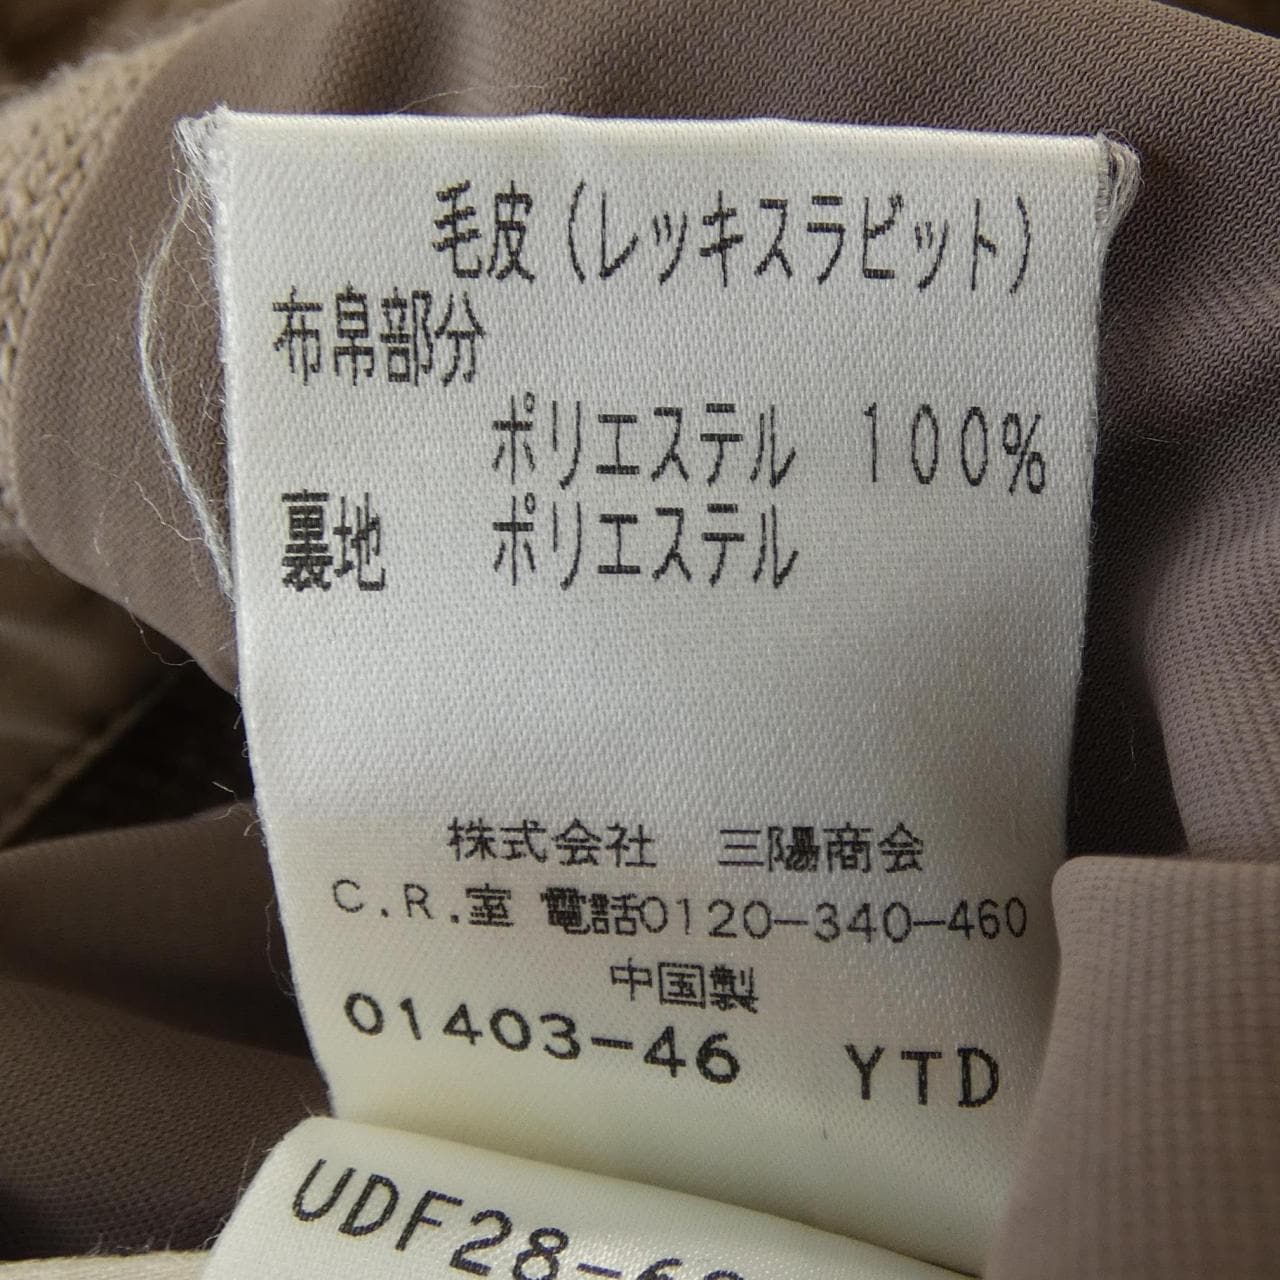 毛皮（レッキスラビット）
布帛部分
ポリエステル 100%
裏地 ポリエステル
株式会社 三陽商会
C.R.室 電話0120-340-460
中国製
01403-46 YTD